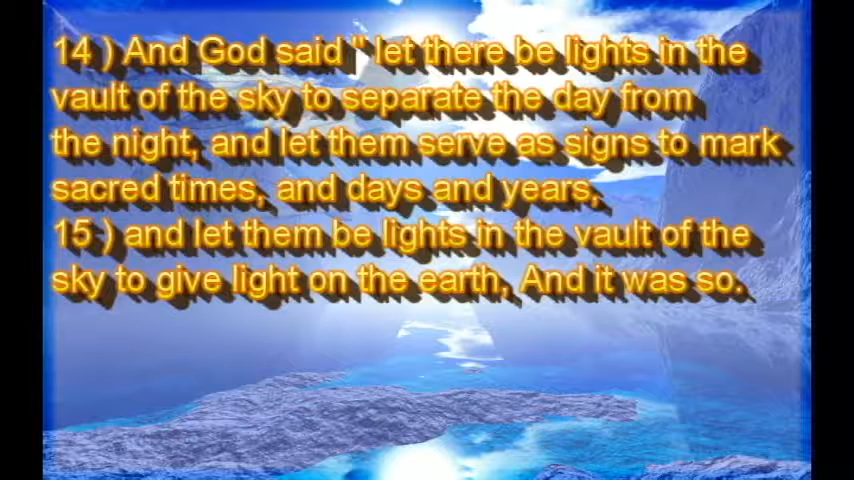 14 ) And God said " let there be lights in the
vault of the sky to separate the day from
the night, and let them serve as signs to mark
sacred times, and days and years,
15 ) and let them be lights in the vault of the
sky to give light on the earth, And it was so.